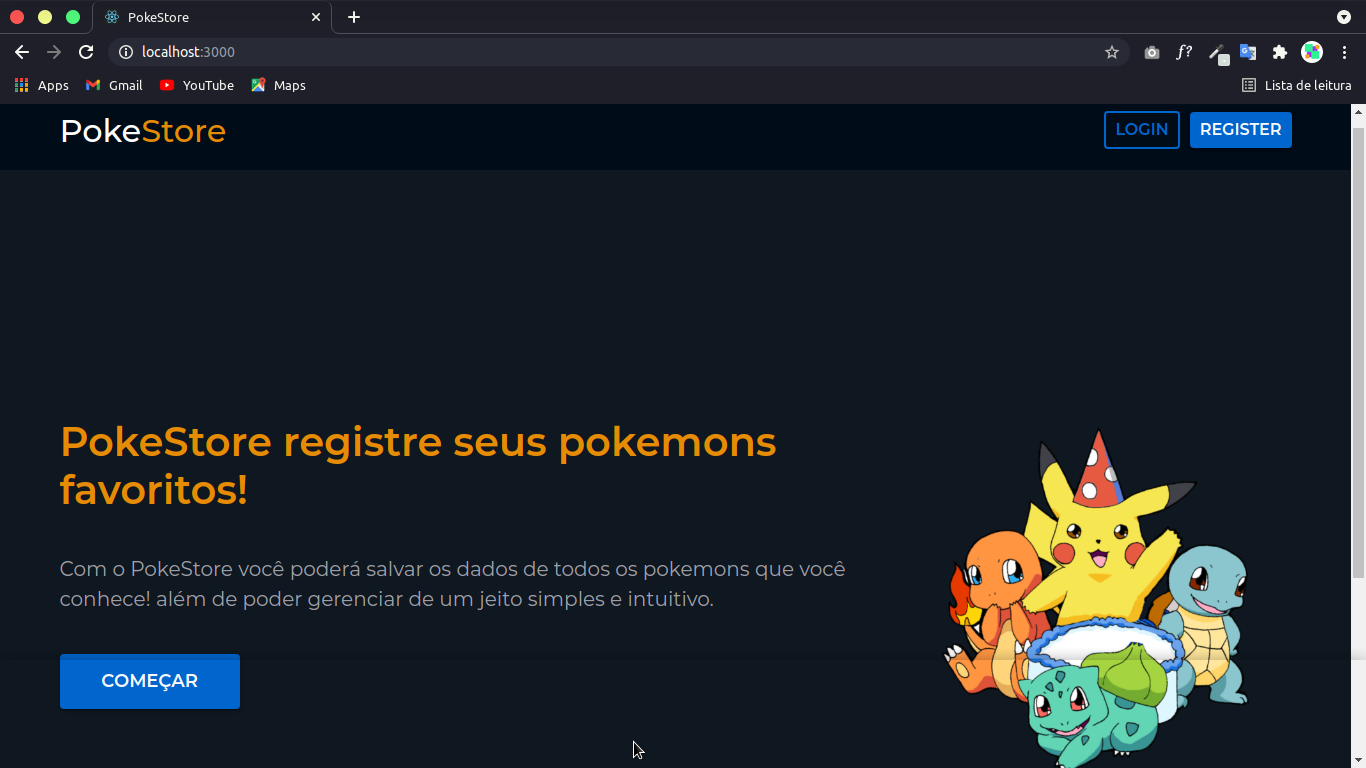 PokeStore
localhost:3000
f?
Apps
Gmail
YouTube
Maps
Lista de leitura
PokeStore
LOGIN
REGISTER
PokeStore registre seus pokemons
favoritos!
Com o PokeStore você poderá salvar os dados de todos os pokemons que você
conhece! além de poder gerenciar de um jeito simples e intuitivo.
COMEÇAR